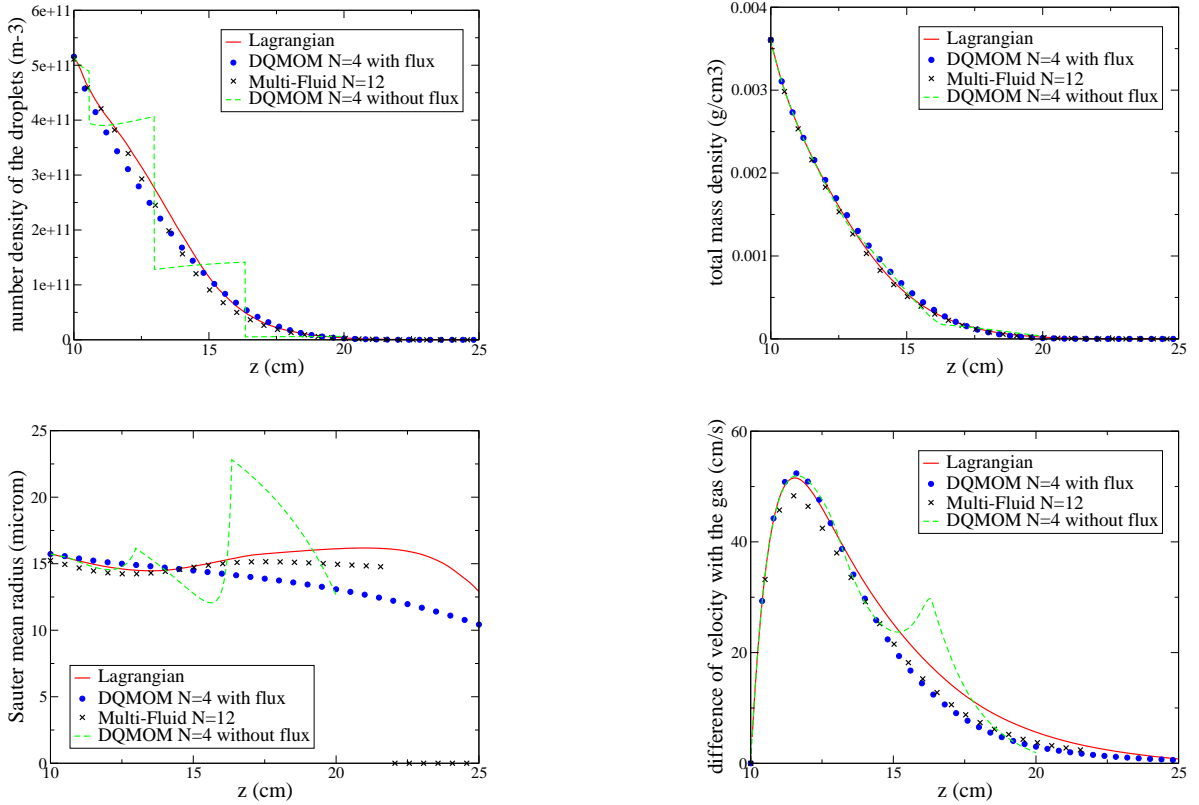 number density of the droplets (m-3)
6e+11
5e+11
4e+11
3e+11
2e+11
1e+11
0
10
15
20
25
z (cm)
Lagrangian
DQMOM N=4 with flux
Multi-Fluid N=12
DQMOM N=4 without flux
total mass density (g/cm3)
0.004
0.003
0.002
0.001
0
10
15
20
25
z (cm)
Lagrangian
DQMOM N=4 with flux
Multi-Fluid N=12
DQMOM N=4 without flux
Sauter mean radius (microm)
25
20
15
10
5
0
10
15
20
25
z (cm)
Lagrangian
DQMOM N=4 with flux
Multi-Fluid N=12
DQMOM N=4 without flux
difference of velocity with the gas (cm/s)
60
50
40
30
20
10
0
10
15
20
25
z (cm)
Lagrangian
DQMOM N=4 with flux
Multi-Fluid N=12
DQMOM N=4 without flux